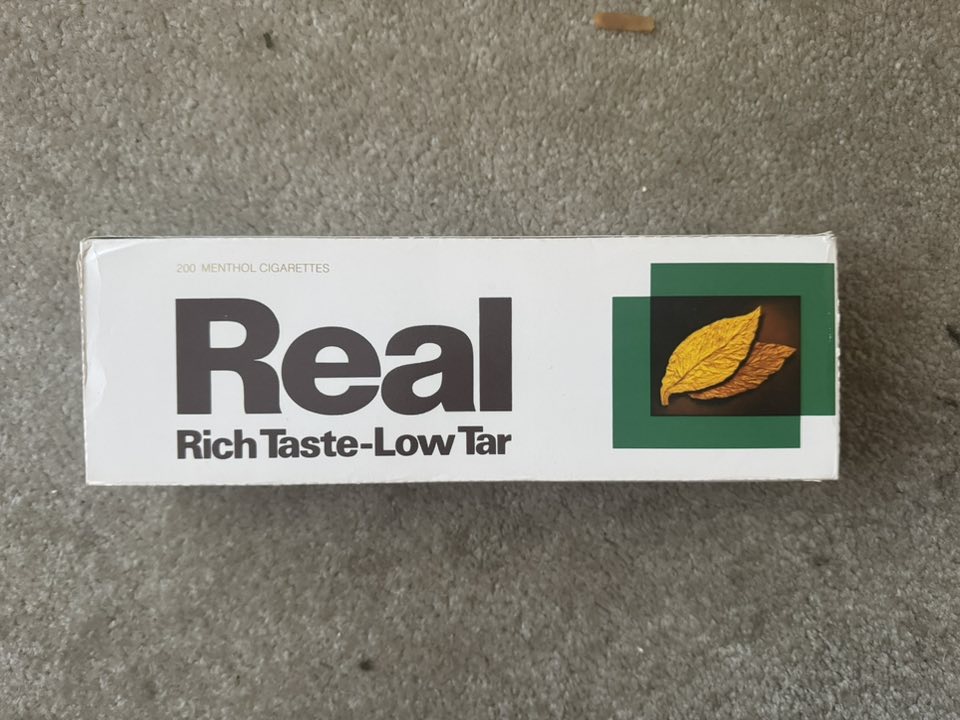 200 MENTHOL CIGARETTES
Real
Rich Taste-Low Tar